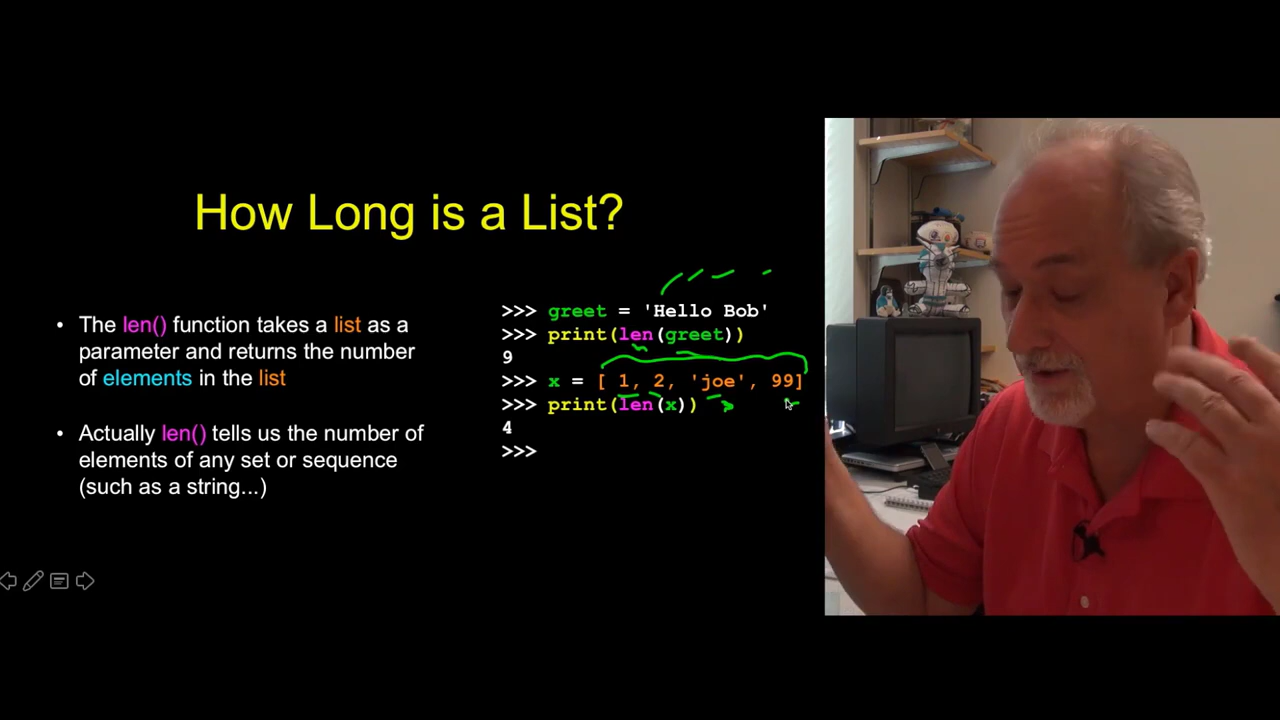 How Long is a List?
• The len() function takes a list as a
parameter and returns the number
of elements in the list
• Actually len() tells us the number of
elements of any set or sequence
(such as a string...)
>>> greet = 'Hello Bob'
>>> print(len(greet))
9
>>> x = [ 1, 2, 'joe', 99]
>>> print(len(x))
4
>>>